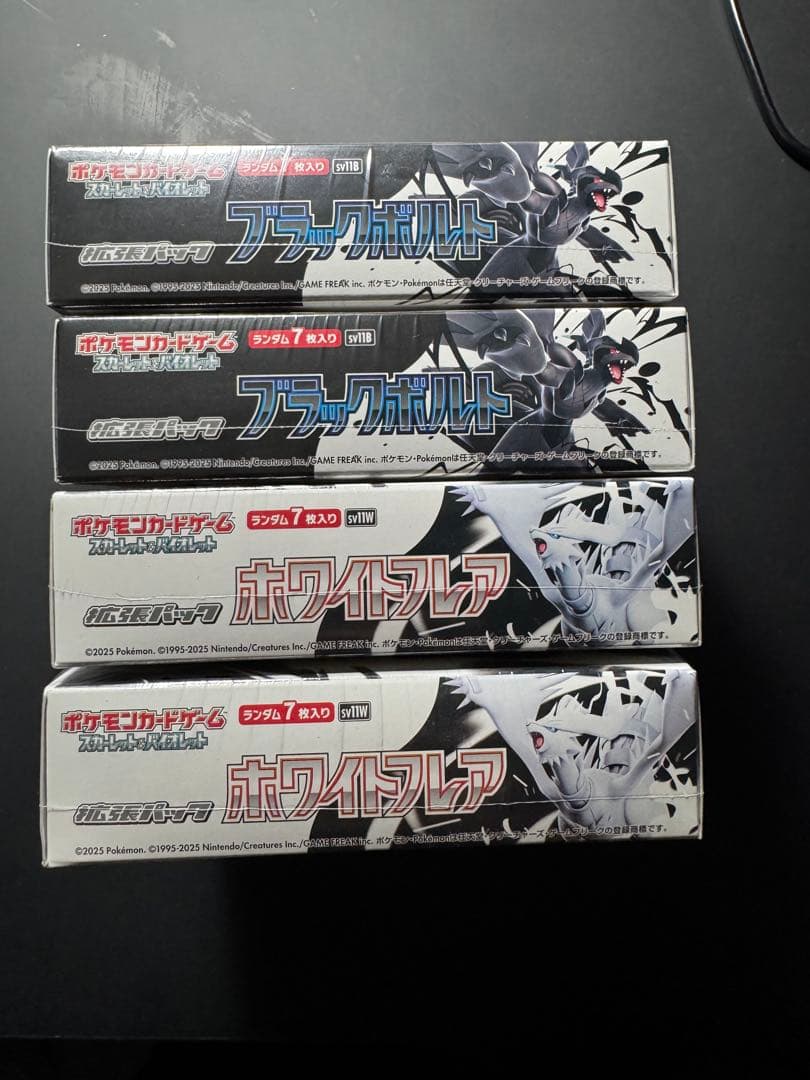 ポケモンカードゲーム ランダム7枚入り sv11B
スカーレット&バイオレット
拡張パック ブラックボルト
©2025 Pokémon. ©1995-2025 Nintendo/Creatures Inc./GAME FREAK inc. ポケモン・Pokémonは任天堂・クリーチャーズ・ゲームフリークの登録商標です。
ポケモンカードゲーム ランダム7枚入り sv11B
スカーレット&バイオレット
拡張パック ブラックボルト
©2025 Pokémon. ©1995-2025 Nintendo/Creatures Inc./GAME FREAK inc. ポケモン・Pokémonは任天堂・クリーチャーズ・ゲームフリークの登録商標です。
ポケモンカードゲーム ランダム7枚入り sv11W
スカーレット&バイオレット
拡張パック ホワイトフレア
©2025 Pokémon. ©1995-2025 Nintendo/Creatures Inc./GAME FREAK inc. ポケモン・Pokémonは任天堂・クリーチャーズ・ゲームフリークの登録商標です。
ポケモンカードゲーム ランダム7枚入り sv11W
スカーレット&バイオレット
拡張パック ホワイトフレア
©2025 Pokémon. ©1995-2025 Nintendo/Creatures Inc./GAME FREAK inc. ポケモン・Pokémonは任天堂・クリーチャーズ・ゲームフリークの登録商標です。